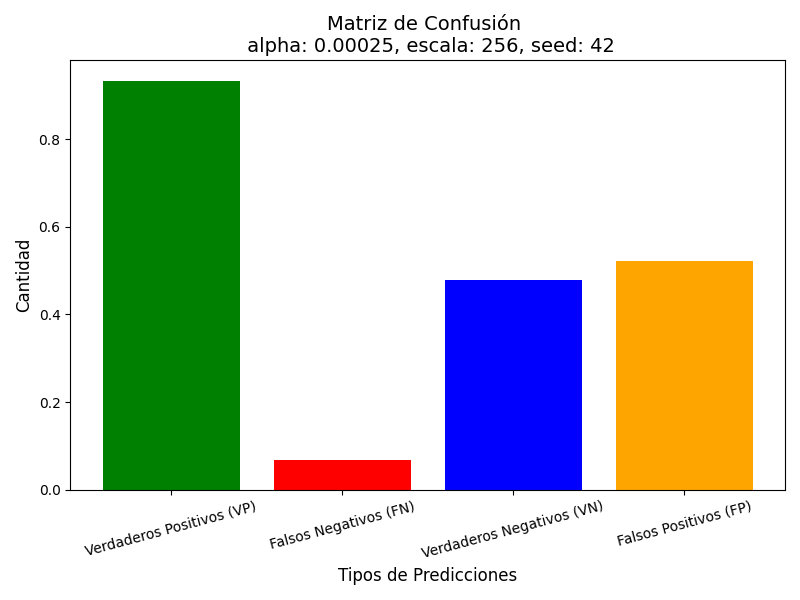 Matriz de Confusión
alpha: 0.00025, escala: 256, seed: 42
Cantidad
0.8
0.6
0.4
0.2
0.0
Verdaderos Positivos (VP)
Falsos Negativos (FN)
Verdaderos Negativos (VN)
Falsos Positivos (FP)
Tipos de Predicciones